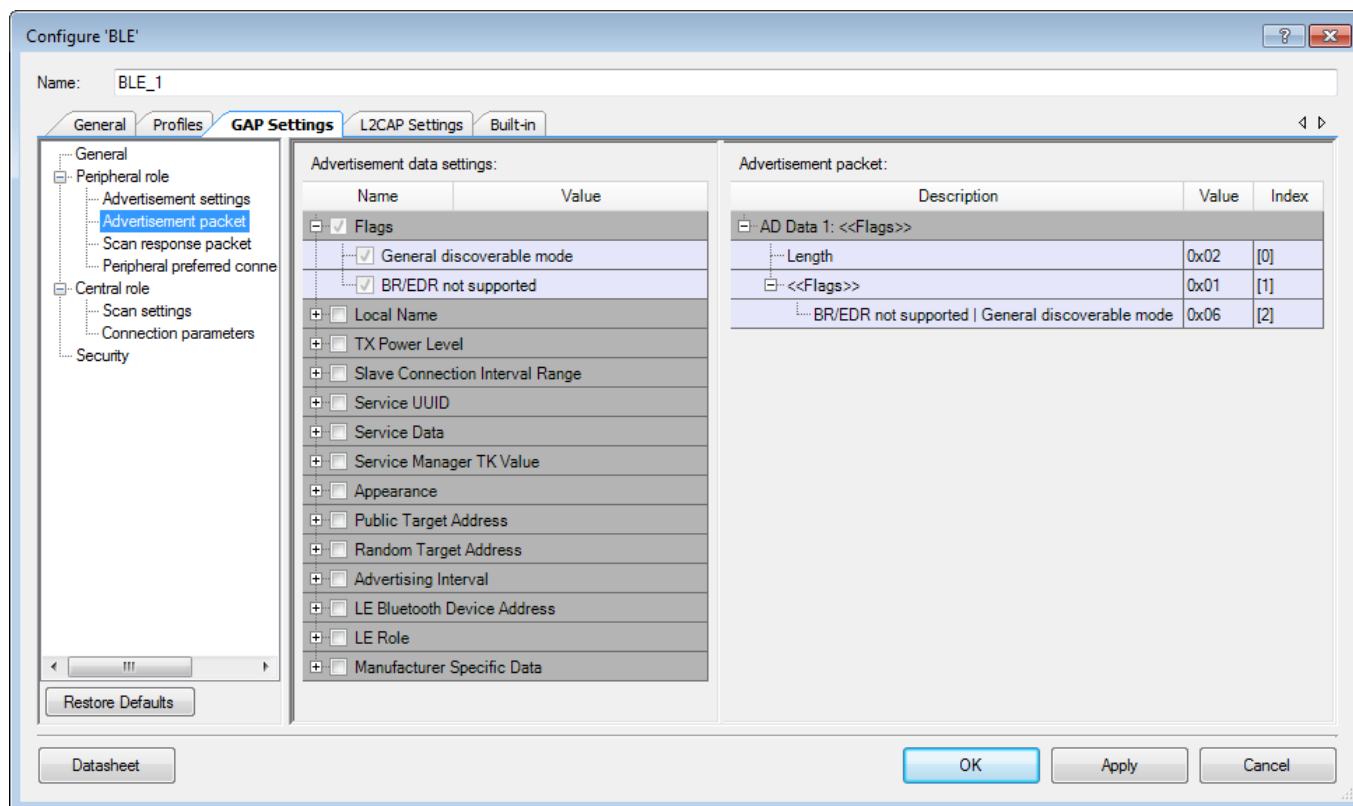 Configure 'BLE'
Name: BLE_1
General Profiles GAP Settings L2CAP Settings Built-in
General
Peripheral role
Advertisement settings
Advertisement packet
Scan response packet
Peripheral preferred conne
Central role
Scan settings
Connection parameters
Security
Restore Defaults
Advertisement data settings:
Name Value
Flags
General discoverable mode
BR/EDR not supported
Local Name
TX Power Level
Slave Connection Interval Range
Service UUID
Service Data
Service Manager TK Value
Appearance
Public Target Address
Random Target Address
Advertising Interval
LE Bluetooth Device Address
LE Role
Manufacturer Specific Data
Advertisement packet:
Description Value Index
AD Data 1: <<Flags>>
Length 0x02 [0]
<<Flags>> 0x01 [1]
BR/EDR not supported | General discoverable mode 0x06 [2]
Datasheet OK Apply Cancel